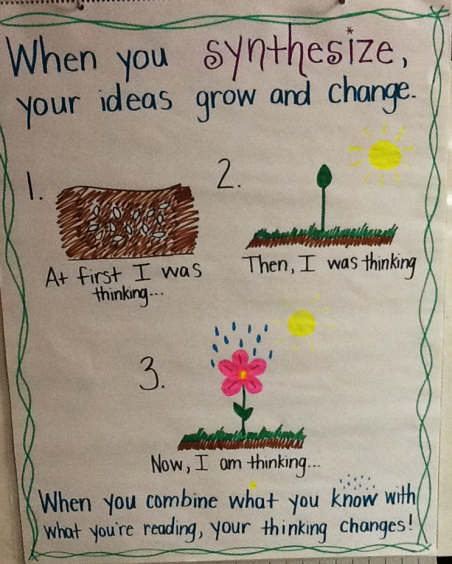 When you synthesize,
your ideas grow and change.
1.
2.
At first I was
thinking...
Then, I was thinking
3.
Now, I am thinking...
When you combine what you know with
what you're reading, your thinking changes!